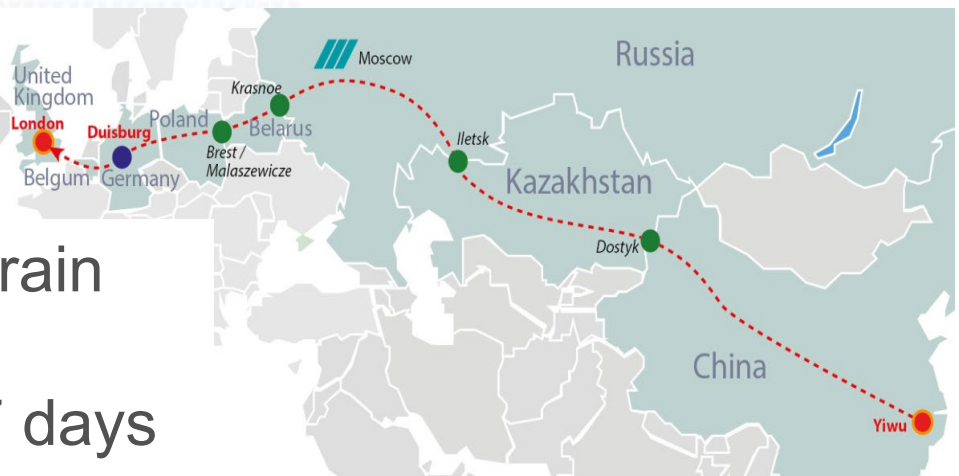 Russia
Moscow
United
Kingdom
Krasnoe
London
Duisburg
Poland
Belarus
Brest /
Malaszewicze
Belgum
Germany
Iletsk
Kazakhstan
Dostyk
rain
days
China
Yiwu